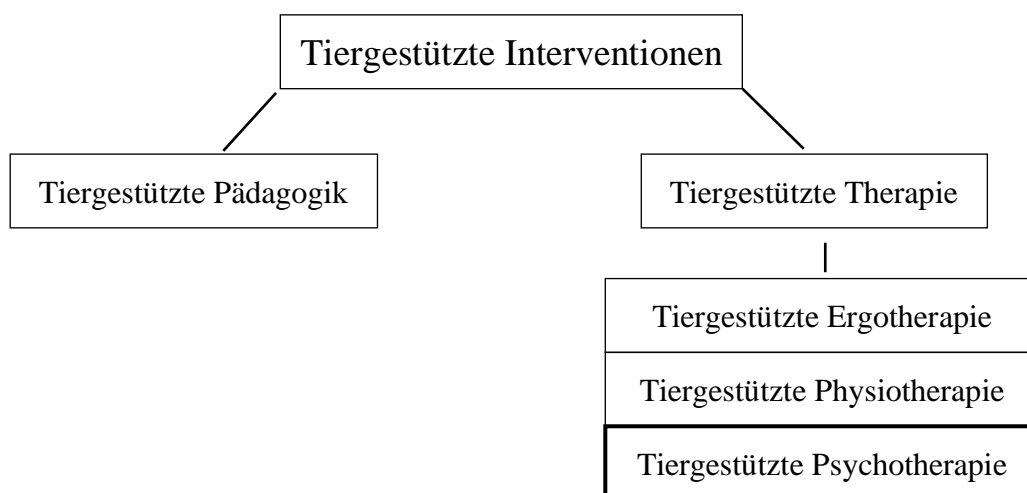 Tiergestützte Interventionen
Tiergestützte Pädagogik
Tiergestützte Therapie
Tiergestützte Ergotherapie
Tiergestützte Physiotherapie
Tiergestützte Psychotherapie